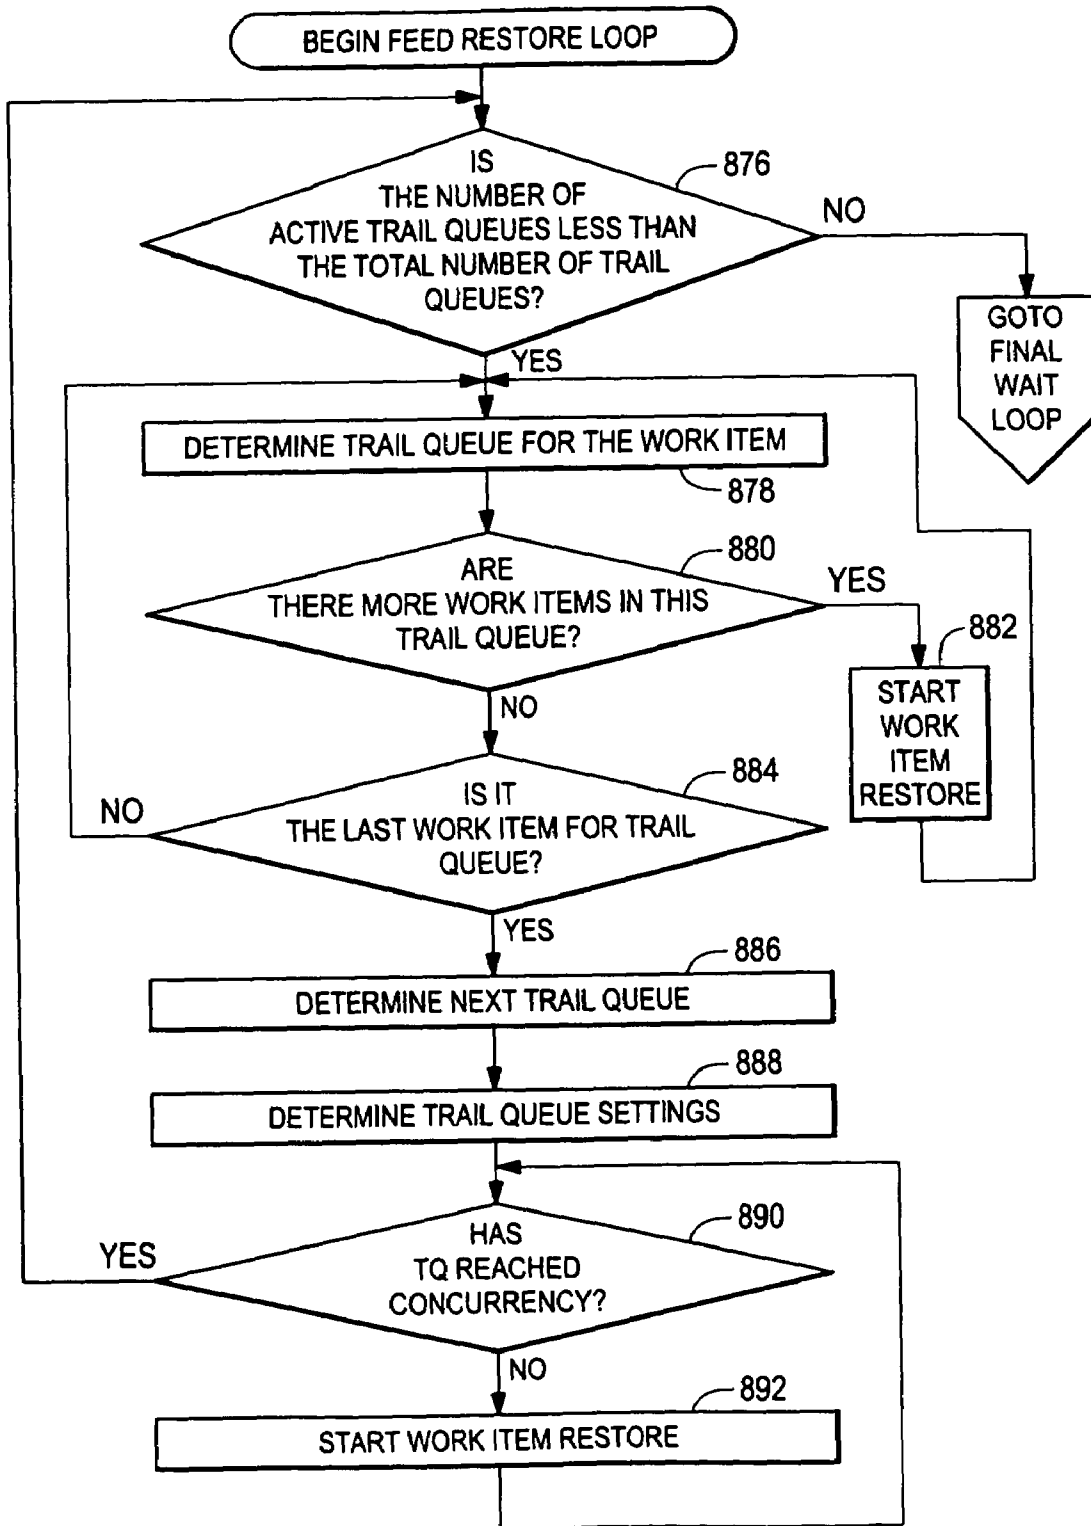 BEGIN FEED RESTORE LOOP
IS
THE NUMBER OF
ACTIVE TRAIL QUEUES LESS THAN
THE TOTAL NUMBER OF TRAIL
QUEUES?
876
NO
GOTO
FINAL
WAIT
LOOP
YES
DETERMINE TRAIL QUEUE FOR THE WORK ITEM
878
ARE
THERE MORE WORK ITEMS IN THIS
TRAIL QUEUE?
880
YES
882
START
WORK
ITEM
RESTORE
NO
IS IT
THE LAST WORK ITEM FOR TRAIL
QUEUE?
884
NO
YES
886
DETERMINE NEXT TRAIL QUEUE
888
DETERMINE TRAIL QUEUE SETTINGS
HAS
TQ REACHED
CONCURRENCY?
890
YES
NO
892
START WORK ITEM RESTORE